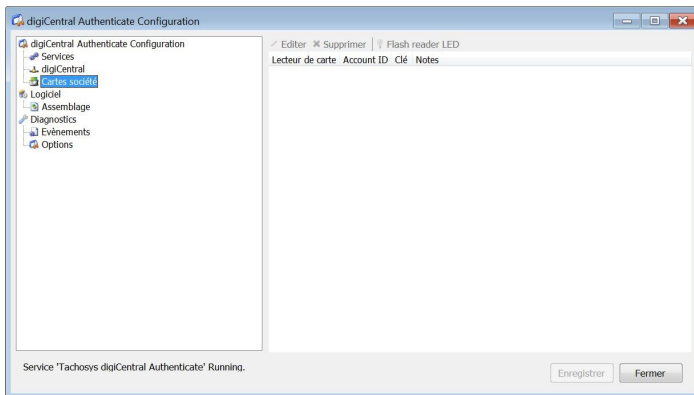 digiCentral Authenticate Configuration
digiCentral Authenticate Configuration
Services
digiCentral
Cartes société
Logiciel
Assemblage
Diagnostics
Evènements
Options
Editer Supprimer Flash reader LED
Lecteur de carte Account ID Clé Notes
Service 'Tachosys digiCentral Authenticate' Running.
Enregistrer Fermer